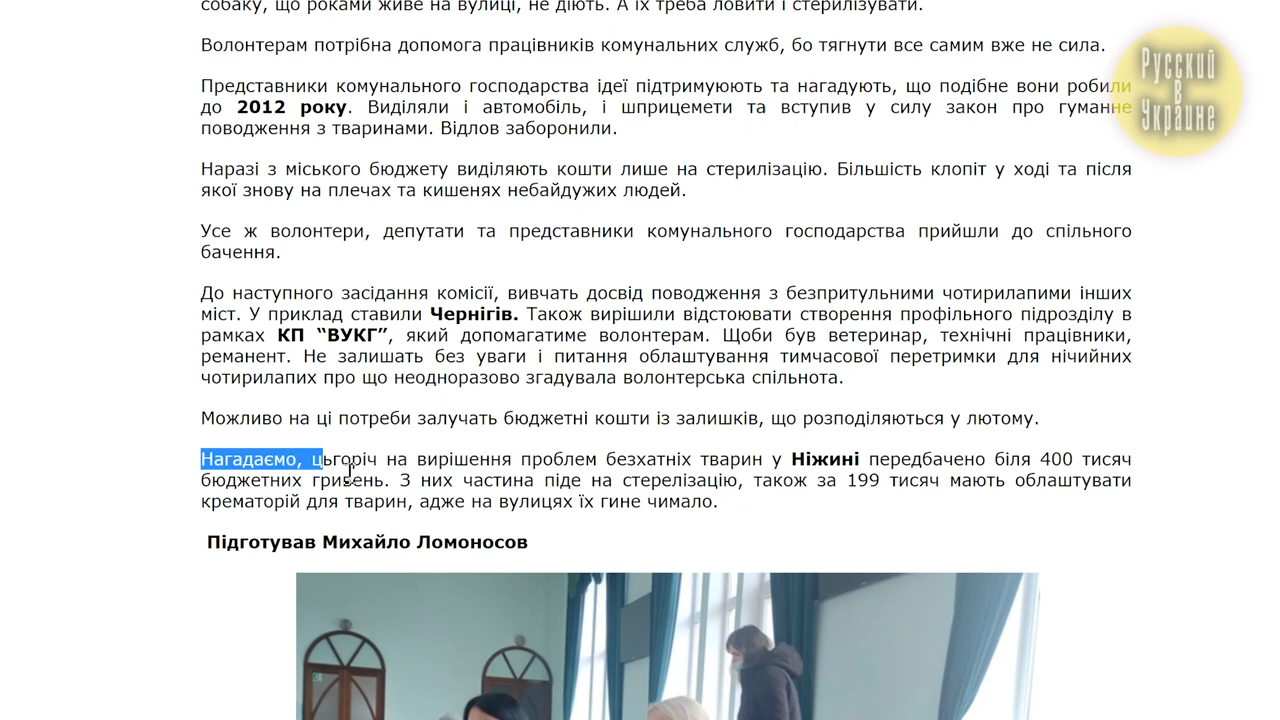 собаку, що роками живе на вулиці, не діють. А їх треба ловити і стерилізувати.
Волонтерам потрібна допомога працівників комунальних служб, бо тягнути все самим вже не сила.
Представники комунального господарства ідеї підтримуюють та нагадують, що подібне вони робили
до 2012 року. Виділяли і автомобіль, і шприцемети та вступив у силу закон про гуманне
поводження з тваринами. Відлов заборонили.
Наразі з міського бюджету виділяють кошти лише на стерилізацію. Більшість клопіт у ході та після
якої знову на плечах та кишенях небайдужих людей.
Усе ж волонтери, депутати та представники комунального господарства прийшли до спільного
бачення.
До наступного засідання комісії, вивчать досвід поводження з безпритульними чотирилапими інших
міст. У приклад ставили Чернігів. Також вирішили відстоювати створення профільного підрозділу в
рамках КП “ВУКГ”, який допомагатиме волонтерам. Щоби був ветеринар, технічні працівники,
реманент. Не залишать без уваги і питання облаштування тимчасової перетримки для нічийних
чотирилапих про що неодноразово згадувала волонтерська спільнота.
Можливо на ці потреби залучать бюджетні кошти із залишків, що розподіляються у лютому.
Нагадаємо, цьгоріч на вирішення проблем безхатніх тварин у Ніжині передбачено біля 400 тисяч
бюджетних гривень. З них частина піде на стерелізацію, також за 199 тисяч мають облаштувати
крематорій для тварин, адже на вулицях їх гине чимало.
Підготував Михайло Ломоносов
Русский
в
Украине